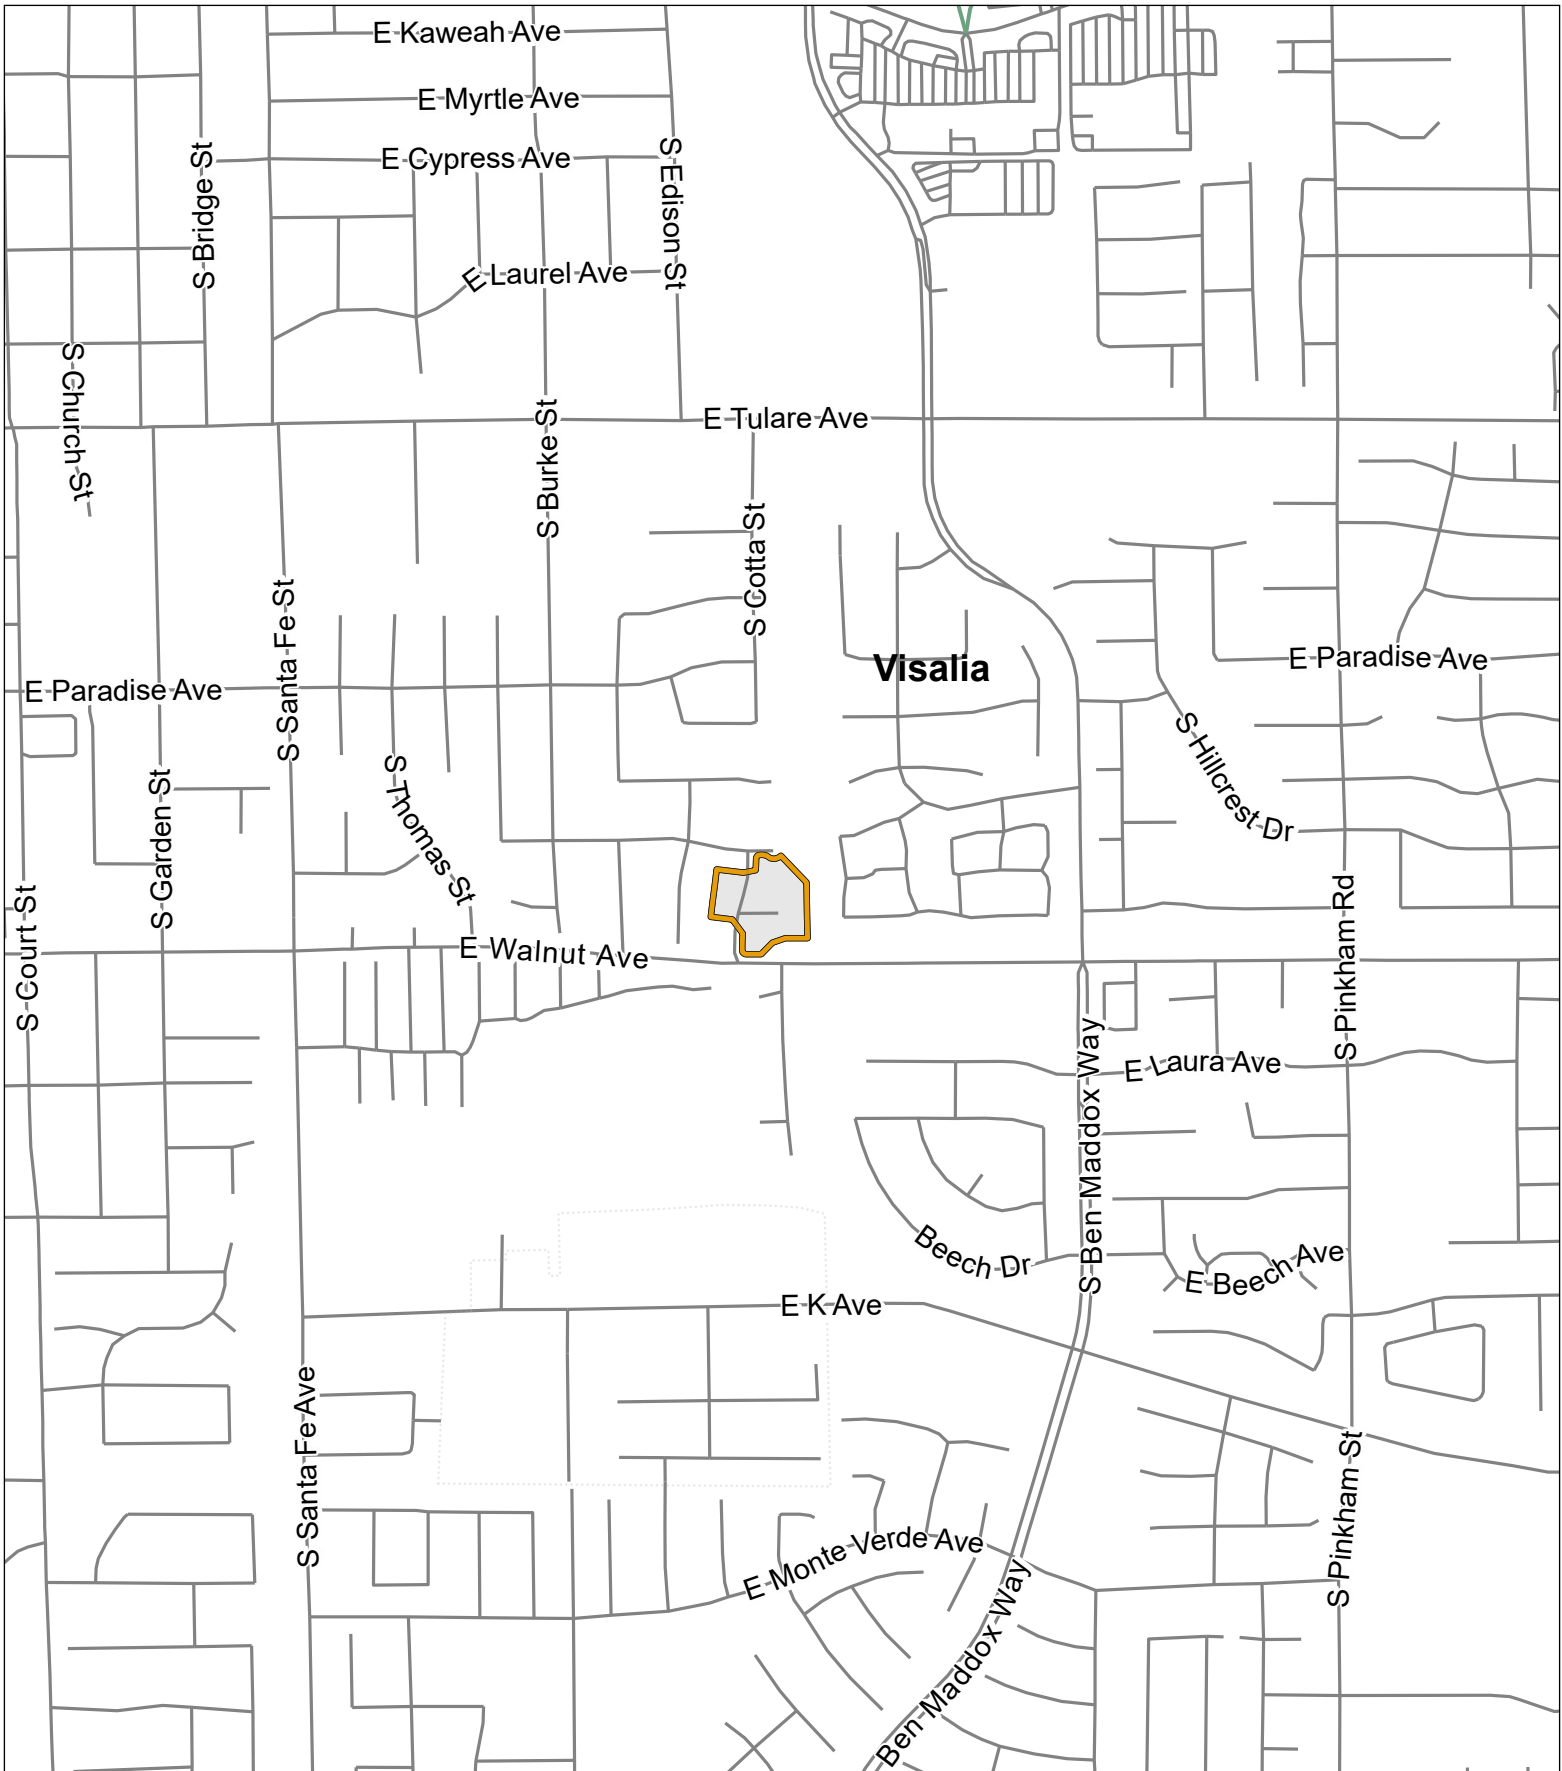 E Kaweah Ave
E Myrtle Ave
E Cypress Ave
S Bridge St
S Edison St
E Laurel Ave
S Church St
E Tulare Ave
S Burke St
S Cotta St
S Santa Fe St
Visalia
E Paradise Ave
E Paradise Ave
S Hillcrest Dr
S Thomas St
S Garden St
S Court St
S Pinkham Rd
E Walnut Ave
E Laura Ave
S Ben Maddox Way
Beech Dr
E Beech Ave
E K Ave
S Santa Fe Ave
S Pinkham St
E Monte Verde Ave
Ben Maddox Way